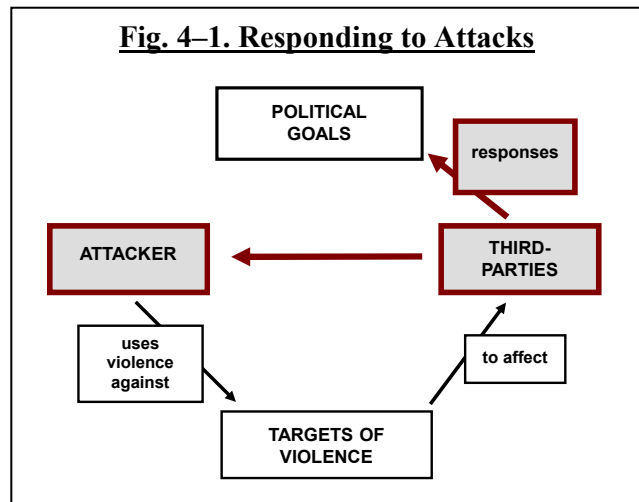 Fig. 4–1. Responding to Attacks
POLITICAL
GOALS
responses
ATTACKER
THIRD-
PARTIES
uses
violence
against
to affect
TARGETS OF
VIOLENCE